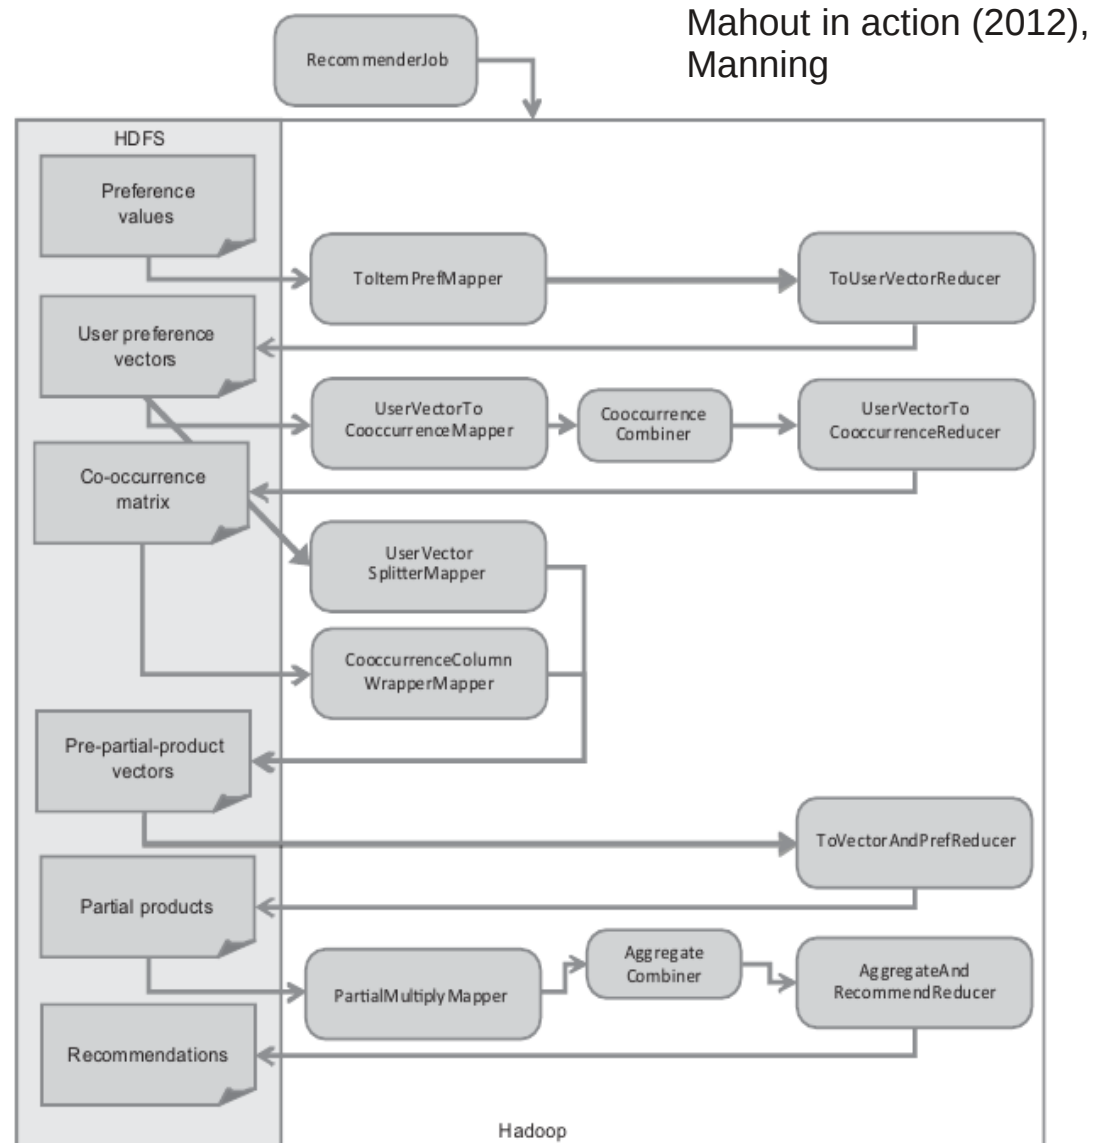 Mahout in action (2012),
Manning
RecommenderJob
HDFS
Preference
values
ToItemPrefMapper
ToUserVectorReducer
User preference
vectors
UserVectorTo
CooccurrenceMapper
Cooccurrence
Combiner
UserVectorTo
CooccurrenceReducer
Co-occurrence
matrix
UserVector
SplitterMapper
CooccurrenceColumn
WrapperMapper
Pre-partial-product
vectors
ToVectorAndPrefReducer
Partial products
Aggregate
Combiner
PartialMultiplyMapper
AggregateAnd
RecommendReducer
Recommendations
Hadoop